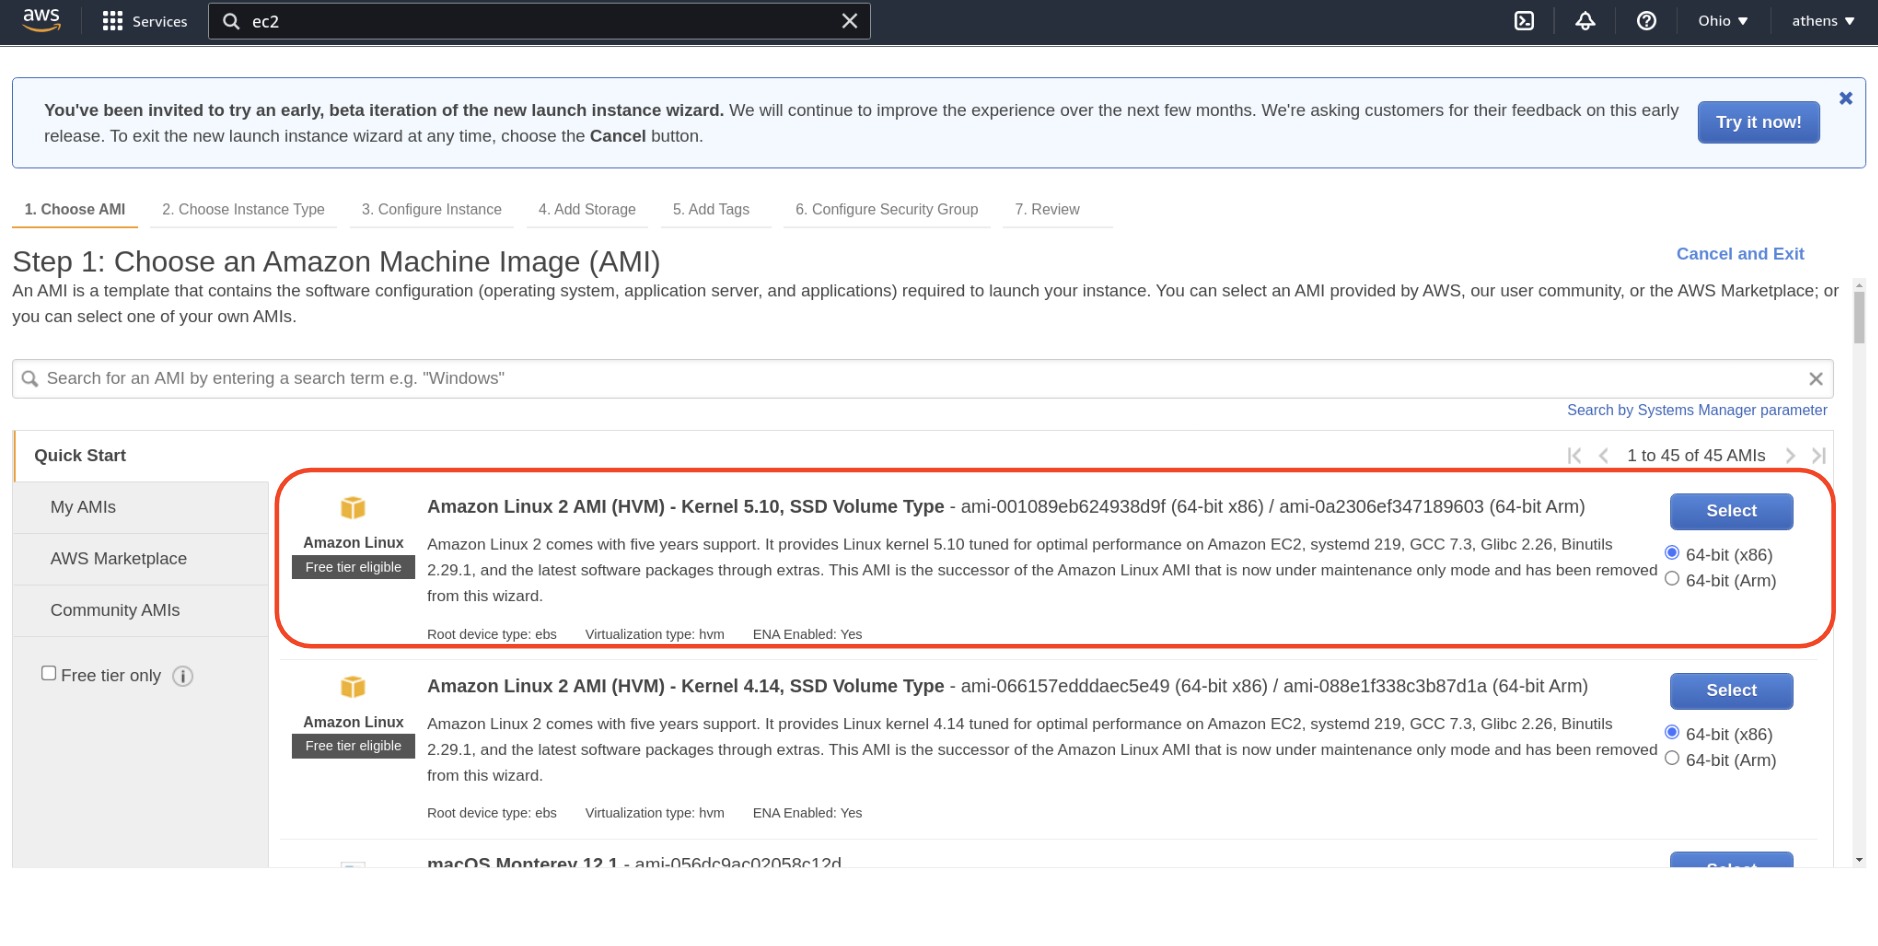 aws
Services
ec2
Ohio ▼
athens ▼
You've been invited to try an early, beta iteration of the new launch instance wizard. We will continue to improve the experience over the next few months. We're asking customers for their feedback on this early
release. To exit the new launch instance wizard at any time, choose the Cancel button.
Try it now!
1. Choose AMI
2. Choose Instance Type
3. Configure Instance
4. Add Storage
5. Add Tags
6. Configure Security Group
7. Review
Step 1: Choose an Amazon Machine Image (AMI)
Cancel and Exit
An AMI is a template that contains the software configuration (operating system, application server, and applications) required to launch your instance. You can select an AMI provided by AWS, our user community, or the AWS Marketplace; or
you can select one of your own AMIs.
Search for an AMI by entering a search term e.g. "Windows"
Search by Systems Manager parameter
Quick Start
My AMIs
AWS Marketplace
Community AMIs
Free tier only
1 to 45 of 45 AMIs
Amazon Linux
Free tier eligible
Amazon Linux 2 AMI (HVM) - Kernel 5.10, SSD Volume Type - ami-001089eb624938d9f (64-bit x86) / ami-0a2306ef347189603 (64-bit Arm)
Amazon Linux 2 comes with five years support. It provides Linux kernel 5.10 tuned for optimal performance on Amazon EC2, systemd 219, GCC 7.3, Glibc 2.26, Binutils
2.29.1, and the latest software packages through extras. This AMI is the successor of the Amazon Linux AMI that is now under maintenance only mode and has been removed
from this wizard.
Root device type: ebs
Virtualization type: hvm
ENA Enabled: Yes
Select
64-bit (x86)
64-bit (Arm)
Amazon Linux
Free tier eligible
Amazon Linux 2 AMI (HVM) - Kernel 4.14, SSD Volume Type - ami-066157edddaec5e49 (64-bit x86) / ami-088e1f338c3b87d1a (64-bit Arm)
Amazon Linux 2 comes with five years support. It provides Linux kernel 4.14 tuned for optimal performance on Amazon EC2, systemd 219, GCC 7.3, Glibc 2.26, Binutils
2.29.1, and the latest software packages through extras. This AMI is the successor of the Amazon Linux AMI that is now under maintenance only mode and has been removed
from this wizard.
Root device type: ebs
Virtualization type: hvm
ENA Enabled: Yes
Select
64-bit (x86)
64-bit (Arm)
macOS Monterey 12.1 - ami-056dc9ac02058c12d
Select